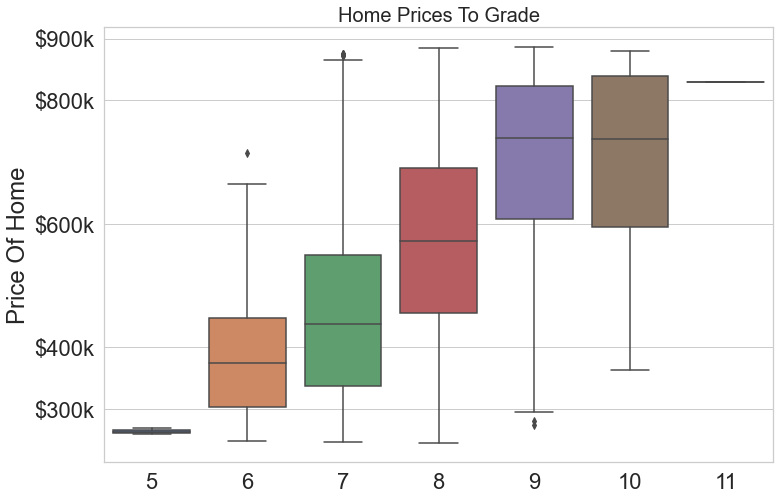 Home Prices To Grade
$900k
$800k
$600k
$400k
$300k
Price Of Home
5 6 7 8 9 10 11